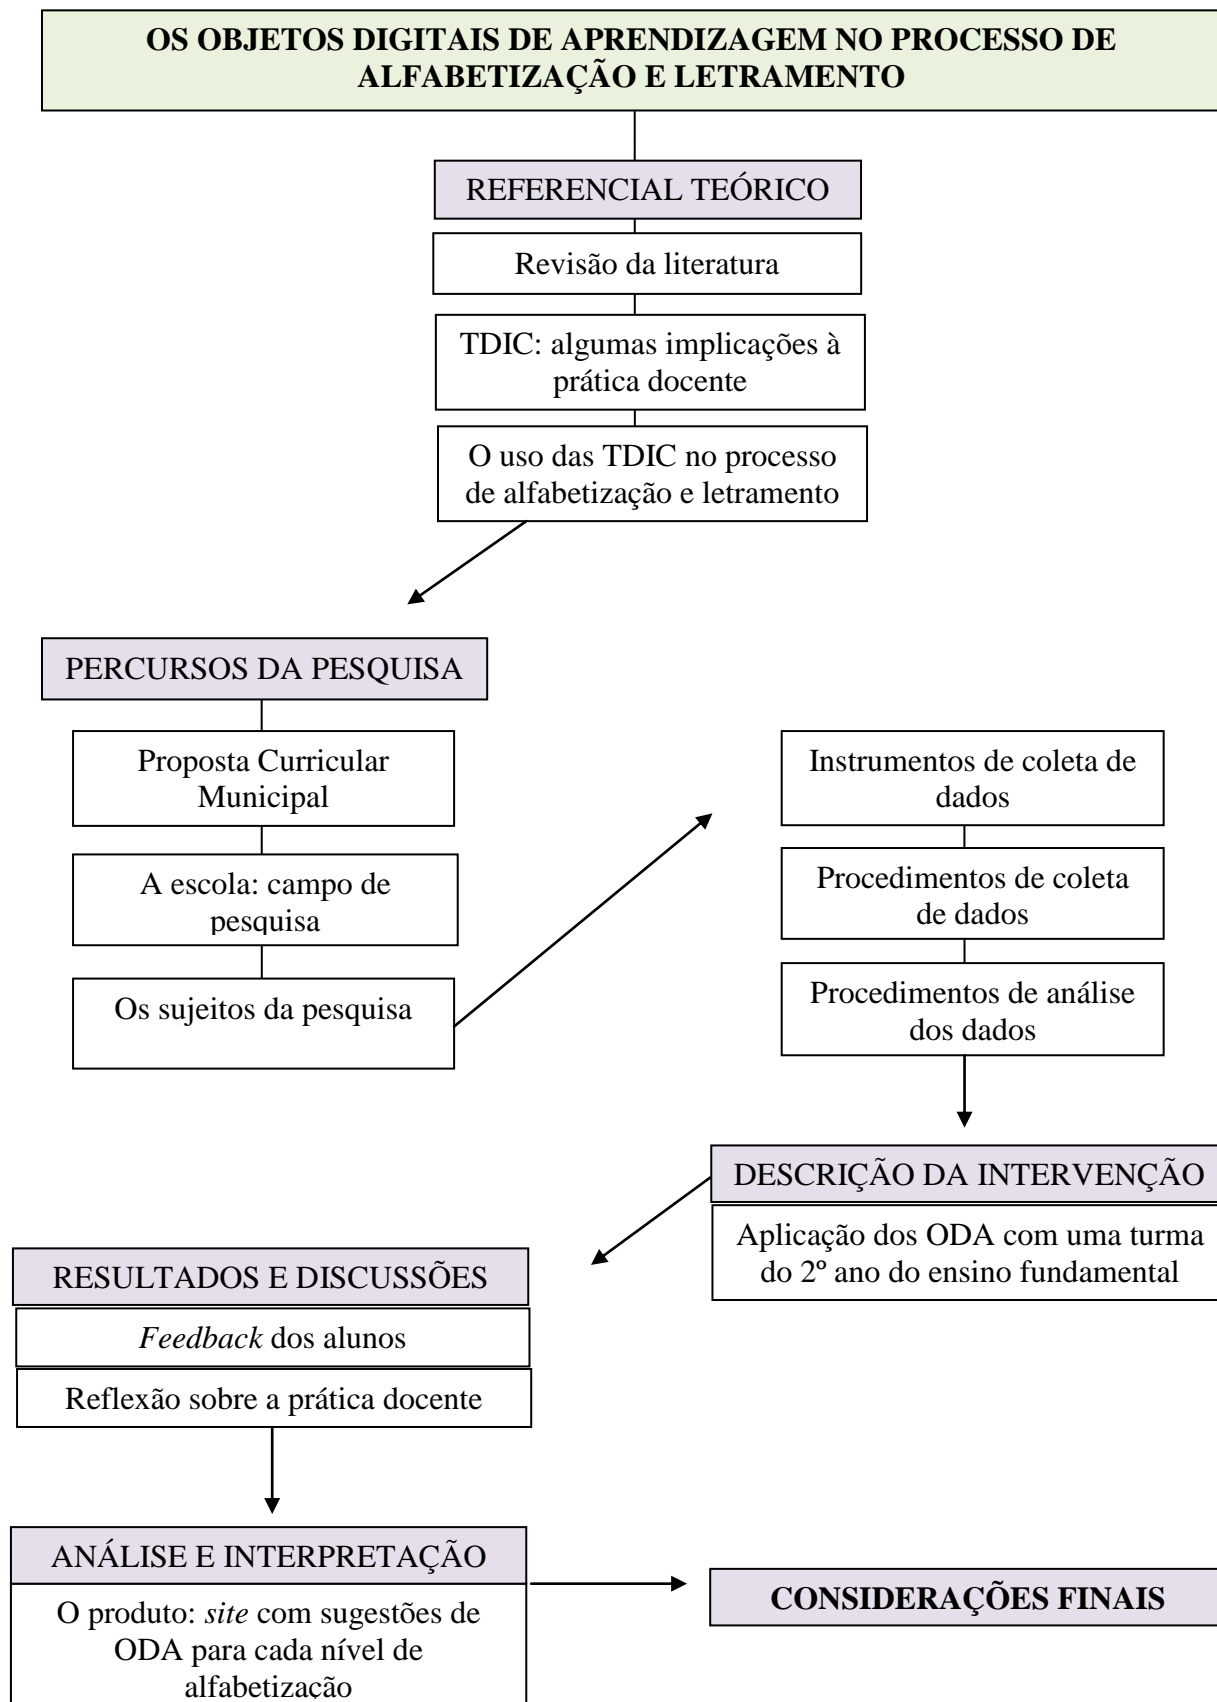 OS OBJETOS DIGITAIS DE APRENDIZAGEM NO PROCESSO DE
ALFABETIZAÇÃO E LETRAMENTO
REFERENCIAL TEÓRICO
Revisão da literatura
TDIC: algumas implicações à
prática docente
O uso das TDIC no processo
de alfabetização e letramento
PERCURSOS DA PESQUISA
Proposta Curricular
Municipal
A escola: campo de
pesquisa
Os sujeitos da pesquisa
Instrumentos de coleta de
dados
Procedimentos de coleta
de dados
Procedimentos de análise
dos dados
DESCRIÇÃO DA INTERVENÇÃO
Aplicação dos ODA com uma turma
do 2º ano do ensino fundamental
RESULTADOS E DISCUSSÕES
Feedback dos alunos
Reflexão sobre a prática docente
ANÁLISE E INTERPRETAÇÃO
O produto: site com sugestões de
ODA para cada nível de
alfabetização
CONSIDERAÇÕES FINAIS